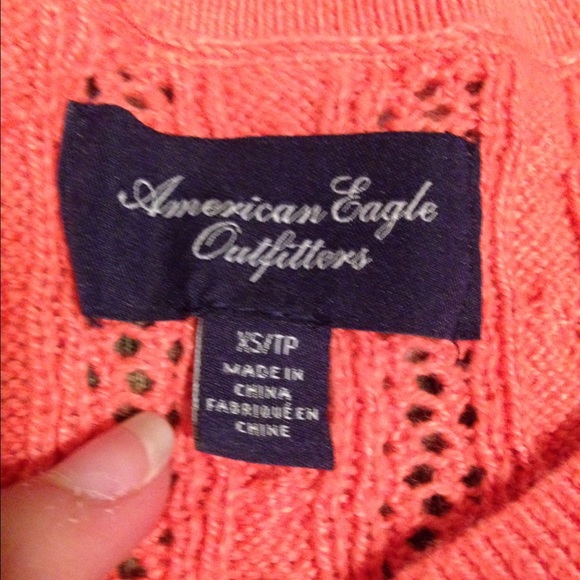 American Eagle
Outfitters
XS/TP
MADE IN
CHINA
FABRIQUÉ EN
CHINE